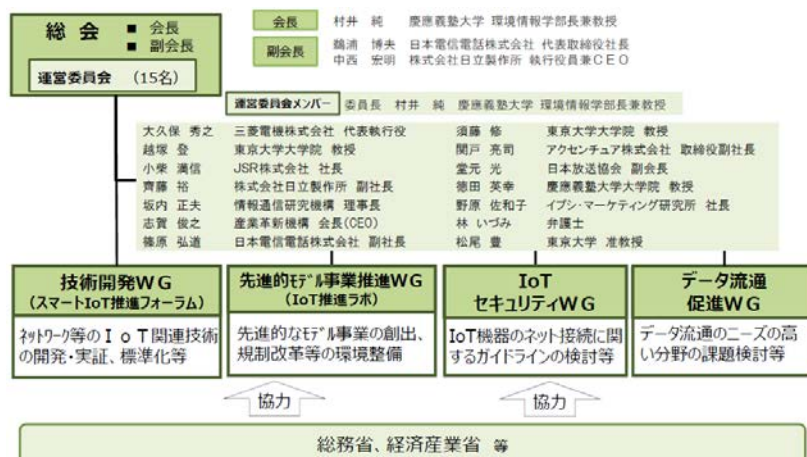 総 会
■ 会長
■ 副会長
運営委員会 （15名）
会長 村井 純 慶應義塾大学 環境情報学部長兼教授
副会長 鵜浦 博夫 日本電信電話株式会社 代表取締役社長
中西 宏明 株式会社日立製作所 執行役員兼CEO
運営委員会メンバー 委員長 村井 純 慶應義塾大学 環境情報学部長兼教授
大久保 秀之 三菱電機株式会社 代表執行役
越塚 登 東京大学大学院 教授
小柴 満信 JSR株式会社 社長
齊藤 裕 株式会社日立製作所 副社長
坂内 正夫 情報通信研究機構 理事長
志賀 俊之 産業革新機構 会長(CEO)
篠原 弘道 日本電信電話株式会社 副社長
須藤 修 東京大学大学院 教授
関戸 亮司 アクセンチュア株式会社 取締役副社長
堂元 光 日本放送協会 副会長
徳田 英幸 慶應義塾大学大学院 教授
野原 佐和子 イプシ・マーケティング研究所 社長
林 いづみ 弁護士
松尾 豊 東京大学 准教授
技術開発WG
（スマートIoT推進フォーラム）
ﾈｯﾄﾜｰｸ等のＩｏＴ関連技術
の開発・実証、標準化等
先進的ﾓﾃﾞﾙ事業推進WG
（IoT推進ラボ）
先進的なﾓﾃﾞﾙ事業の創出、
規制改革等の環境整備
IoT
セキュリティWG
IoT機器のネット接続に関
するガイドラインの検討等
データ流通
促進WG
データ流通のニーズの高
い分野の課題検討等
協力
協力
総務省、経済産業省 等